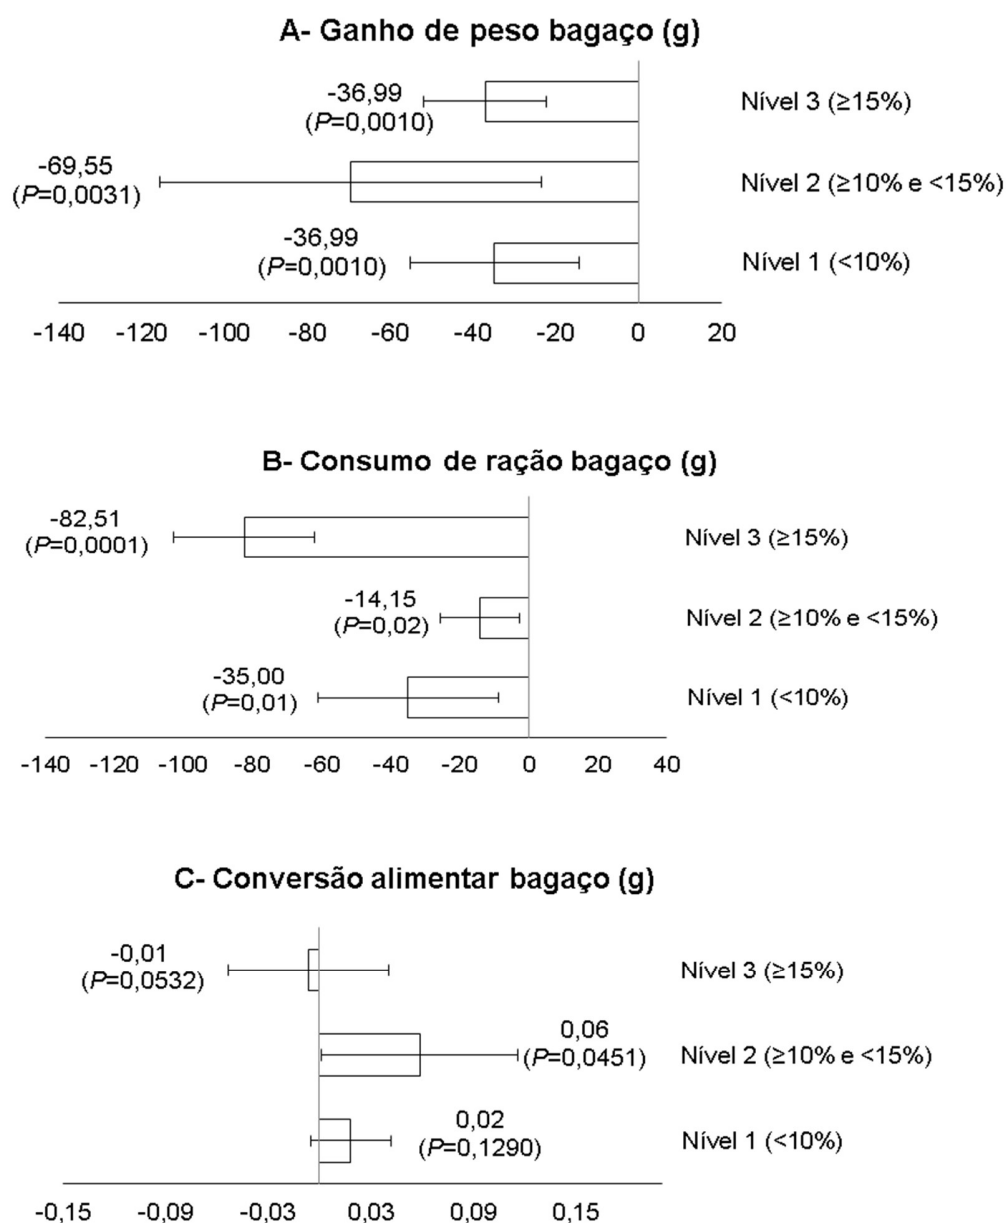 A- Ganho de peso bagaço (g)
-36,99
(P=0,0010)
Nível 3 (≥15%)
-69,55
(P=0,0031)
Nível 2 (≥10% e <15%)
-36,99
(P=0,0010)
Nível 1 (<10%)
-140 -120 -100 -80 -60 -40 -20 0 20
B- Consumo de ração bagaço (g)
-82,51
(P=0,0001)
Nível 3 (≥15%)
-14,15
(P=0,02)
Nível 2 (≥10% e <15%)
-35,00
(P=0,01)
Nível 1 (<10%)
-140 -120 -100 -80 -60 -40 -20 0 20 40
C- Conversão alimentar bagaço (g)
-0,01
(P=0,0532)
Nível 3 (≥15%)
0,06
(P=0,0451)
Nível 2 (≥10% e <15%)
0,02
(P=0,1290)
Nível 1 (<10%)
-0,15 -0,09 -0,03 0,03 0,09 0,15